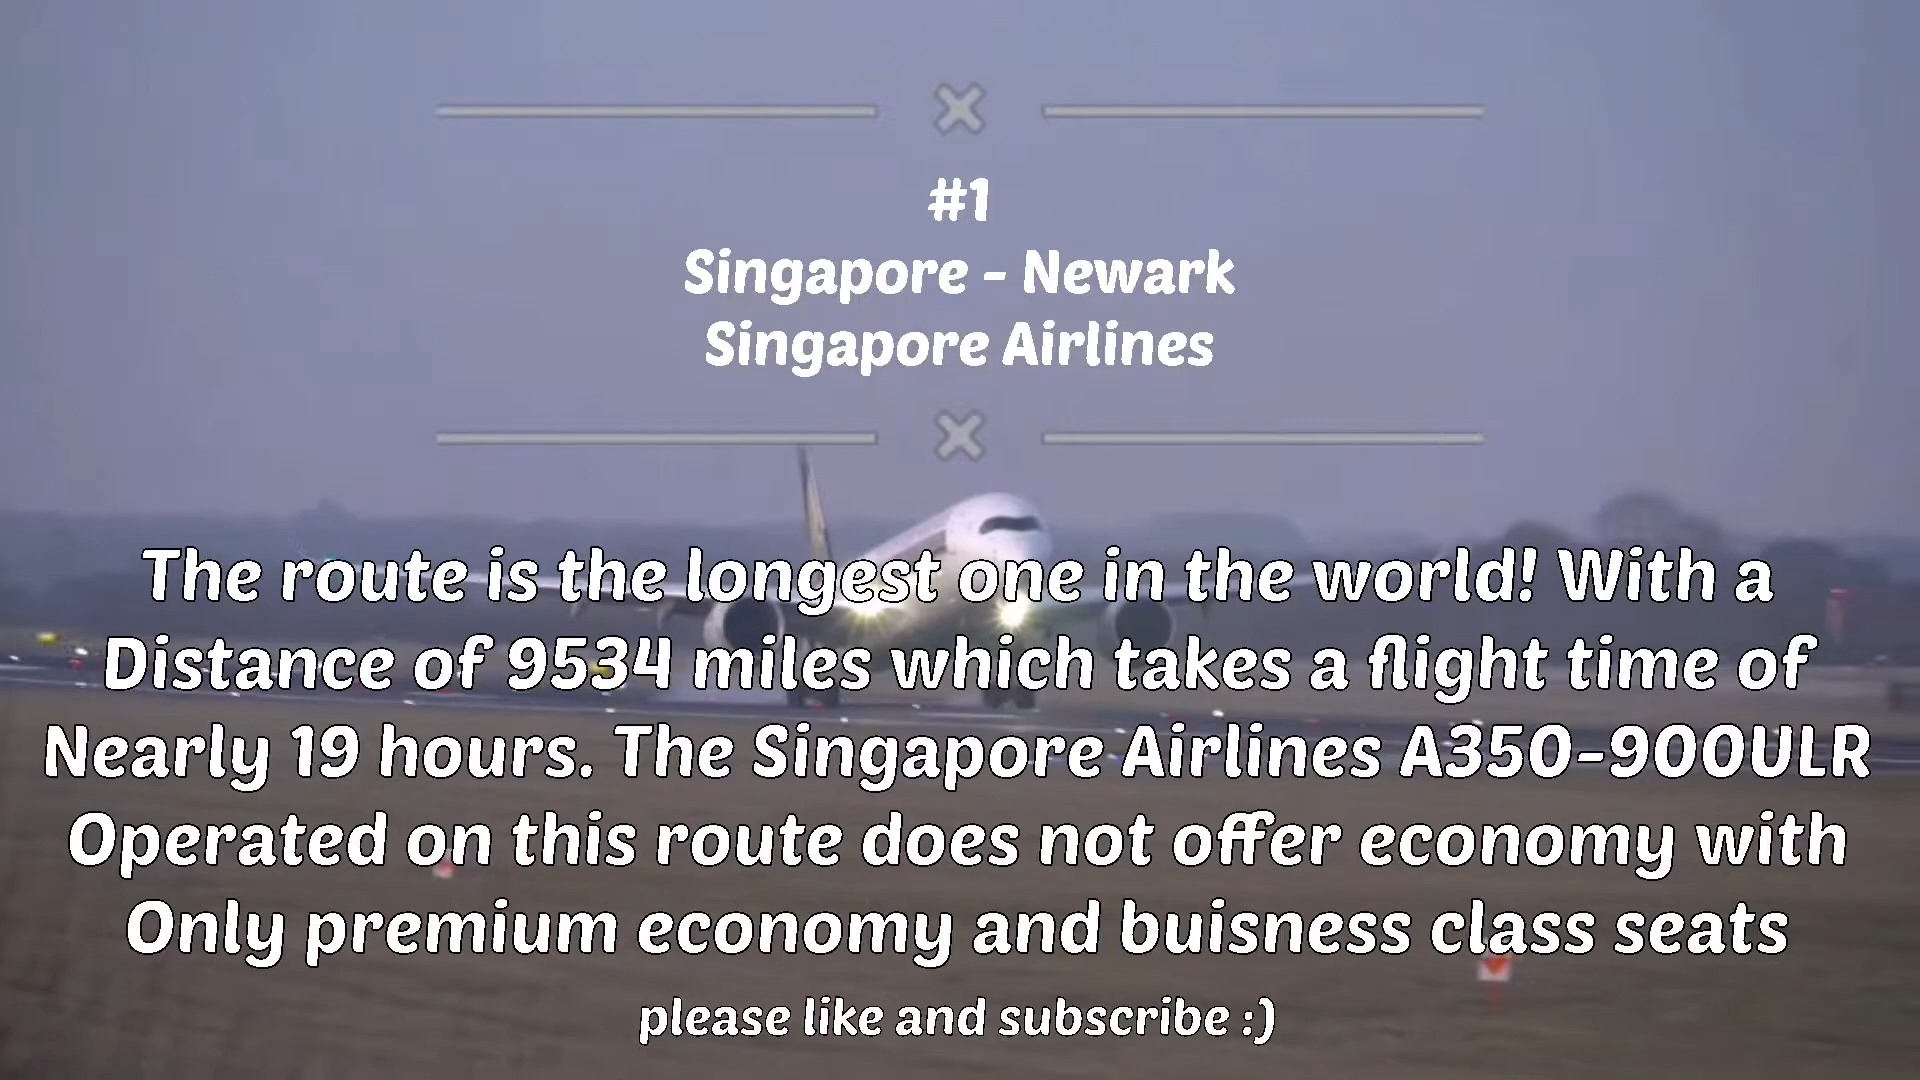 #1
Singapore - Newark
Singapore Airlines
The route is the longest one in the world! With a
Distance of 9534 miles which takes a flight time of
Nearly 19 hours. The Singapore Airlines A350-900ULR
Operated on this route does not offer economy with
Only premium economy and buisness class seats
please like and subscribe :)